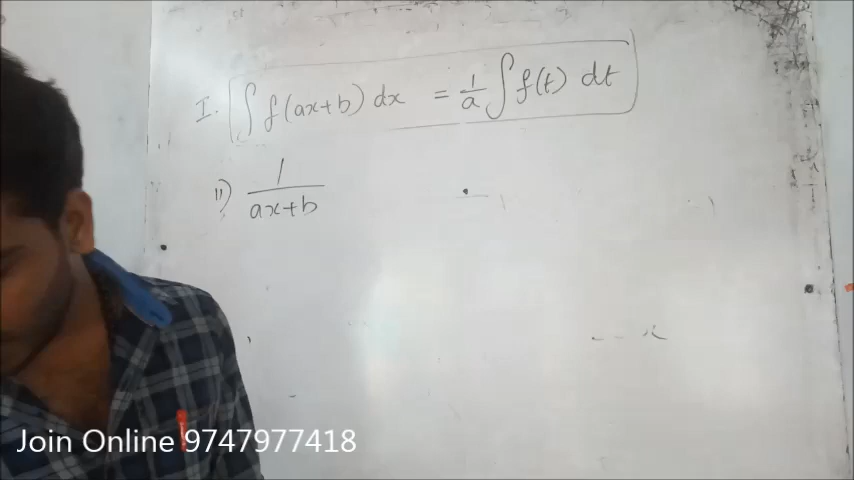 I. ∫ f(ax+b) dx = 1/a ∫ f(t) dt
ii) 1/(ax+b)
Join Online 9747977418